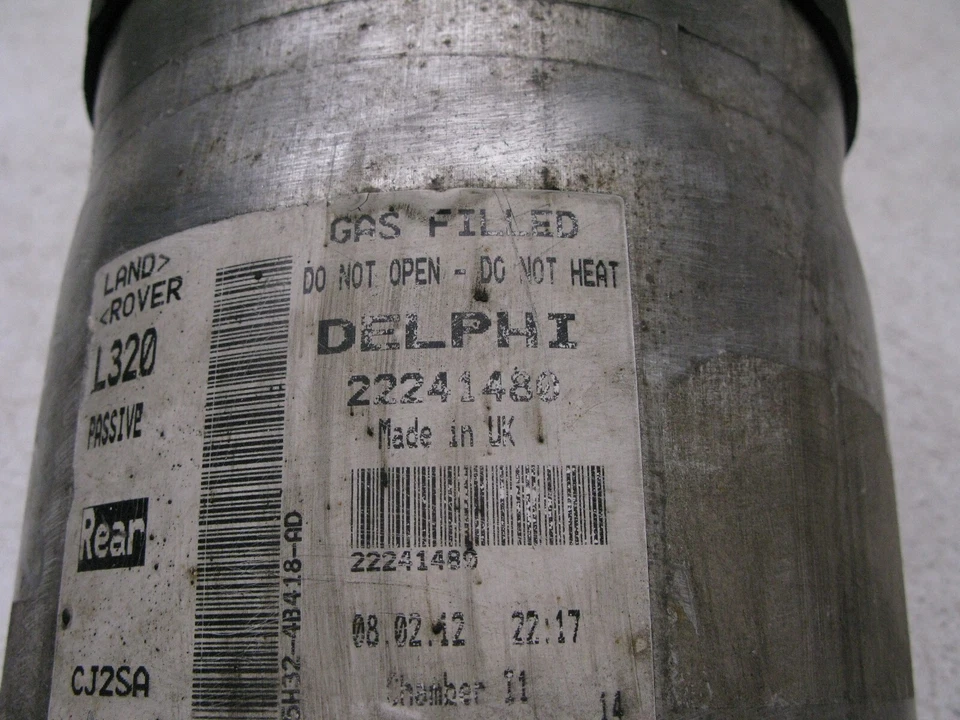 GAS FILLED
DO NOT OPEN - DO NOT HEAT
DELPHI
22241480
Made in UK
22241480
08.02.12 22:17
Chamber I1
14
LAND>
<ROVER
L320
PASSIVE
Rear
CJ2SA
5H32-4B418-AD